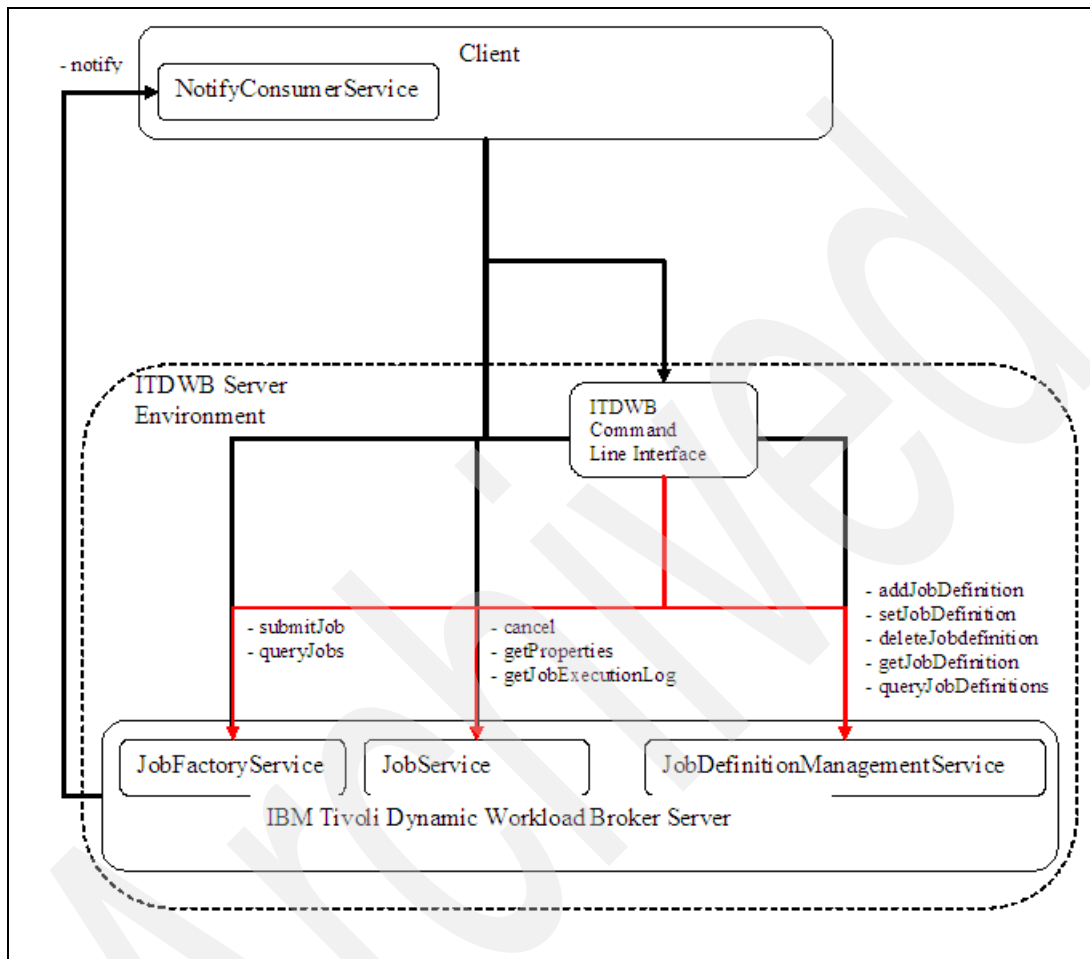 Client
- notify
NotifyConsumerService
ITDWB Server
Environment
ITDWB
Command
Line Interface
- submitJob
- queryJobs
- cancel
- getProperties
- getJobExecutionLog
- addJobDefinition
- setJobDefinition
- deleteJobdefinition
- getJobDefinition
- queryJobDefinitions
JobFactoryService
JobService
JobDefinitionManagementService
IBM Tivoli Dynamic Workload Broker Server
Archived